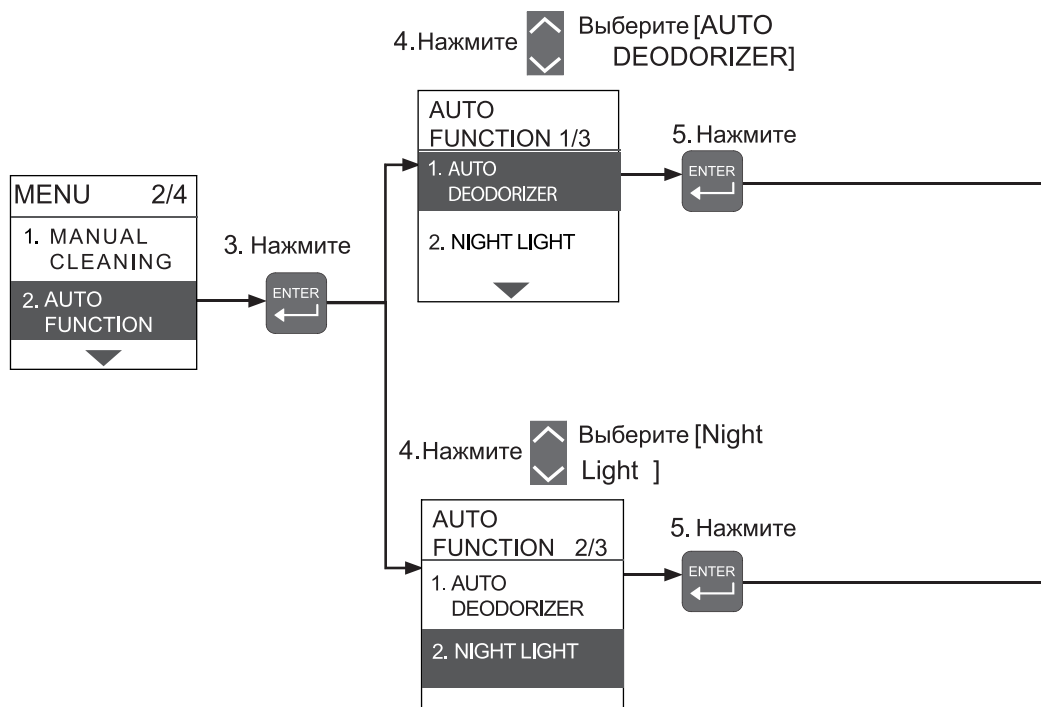 MENU 2/4
1. MANUAL
CLEANING
2. AUTO
FUNCTION
3. Нажмите
ENTER
4.Нажмите
Выберите [AUTO
DEODORIZER]
AUTO
FUNCTION 1/3
1. AUTO
DEODORIZER
2. NIGHT LIGHT
5. Нажмите
ENTER
4.Нажмите
Выберите [Night
Light ]
AUTO
FUNCTION 2/3
1. AUTO
DEODORIZER
2. NIGHT LIGHT
5. Нажмите
ENTER